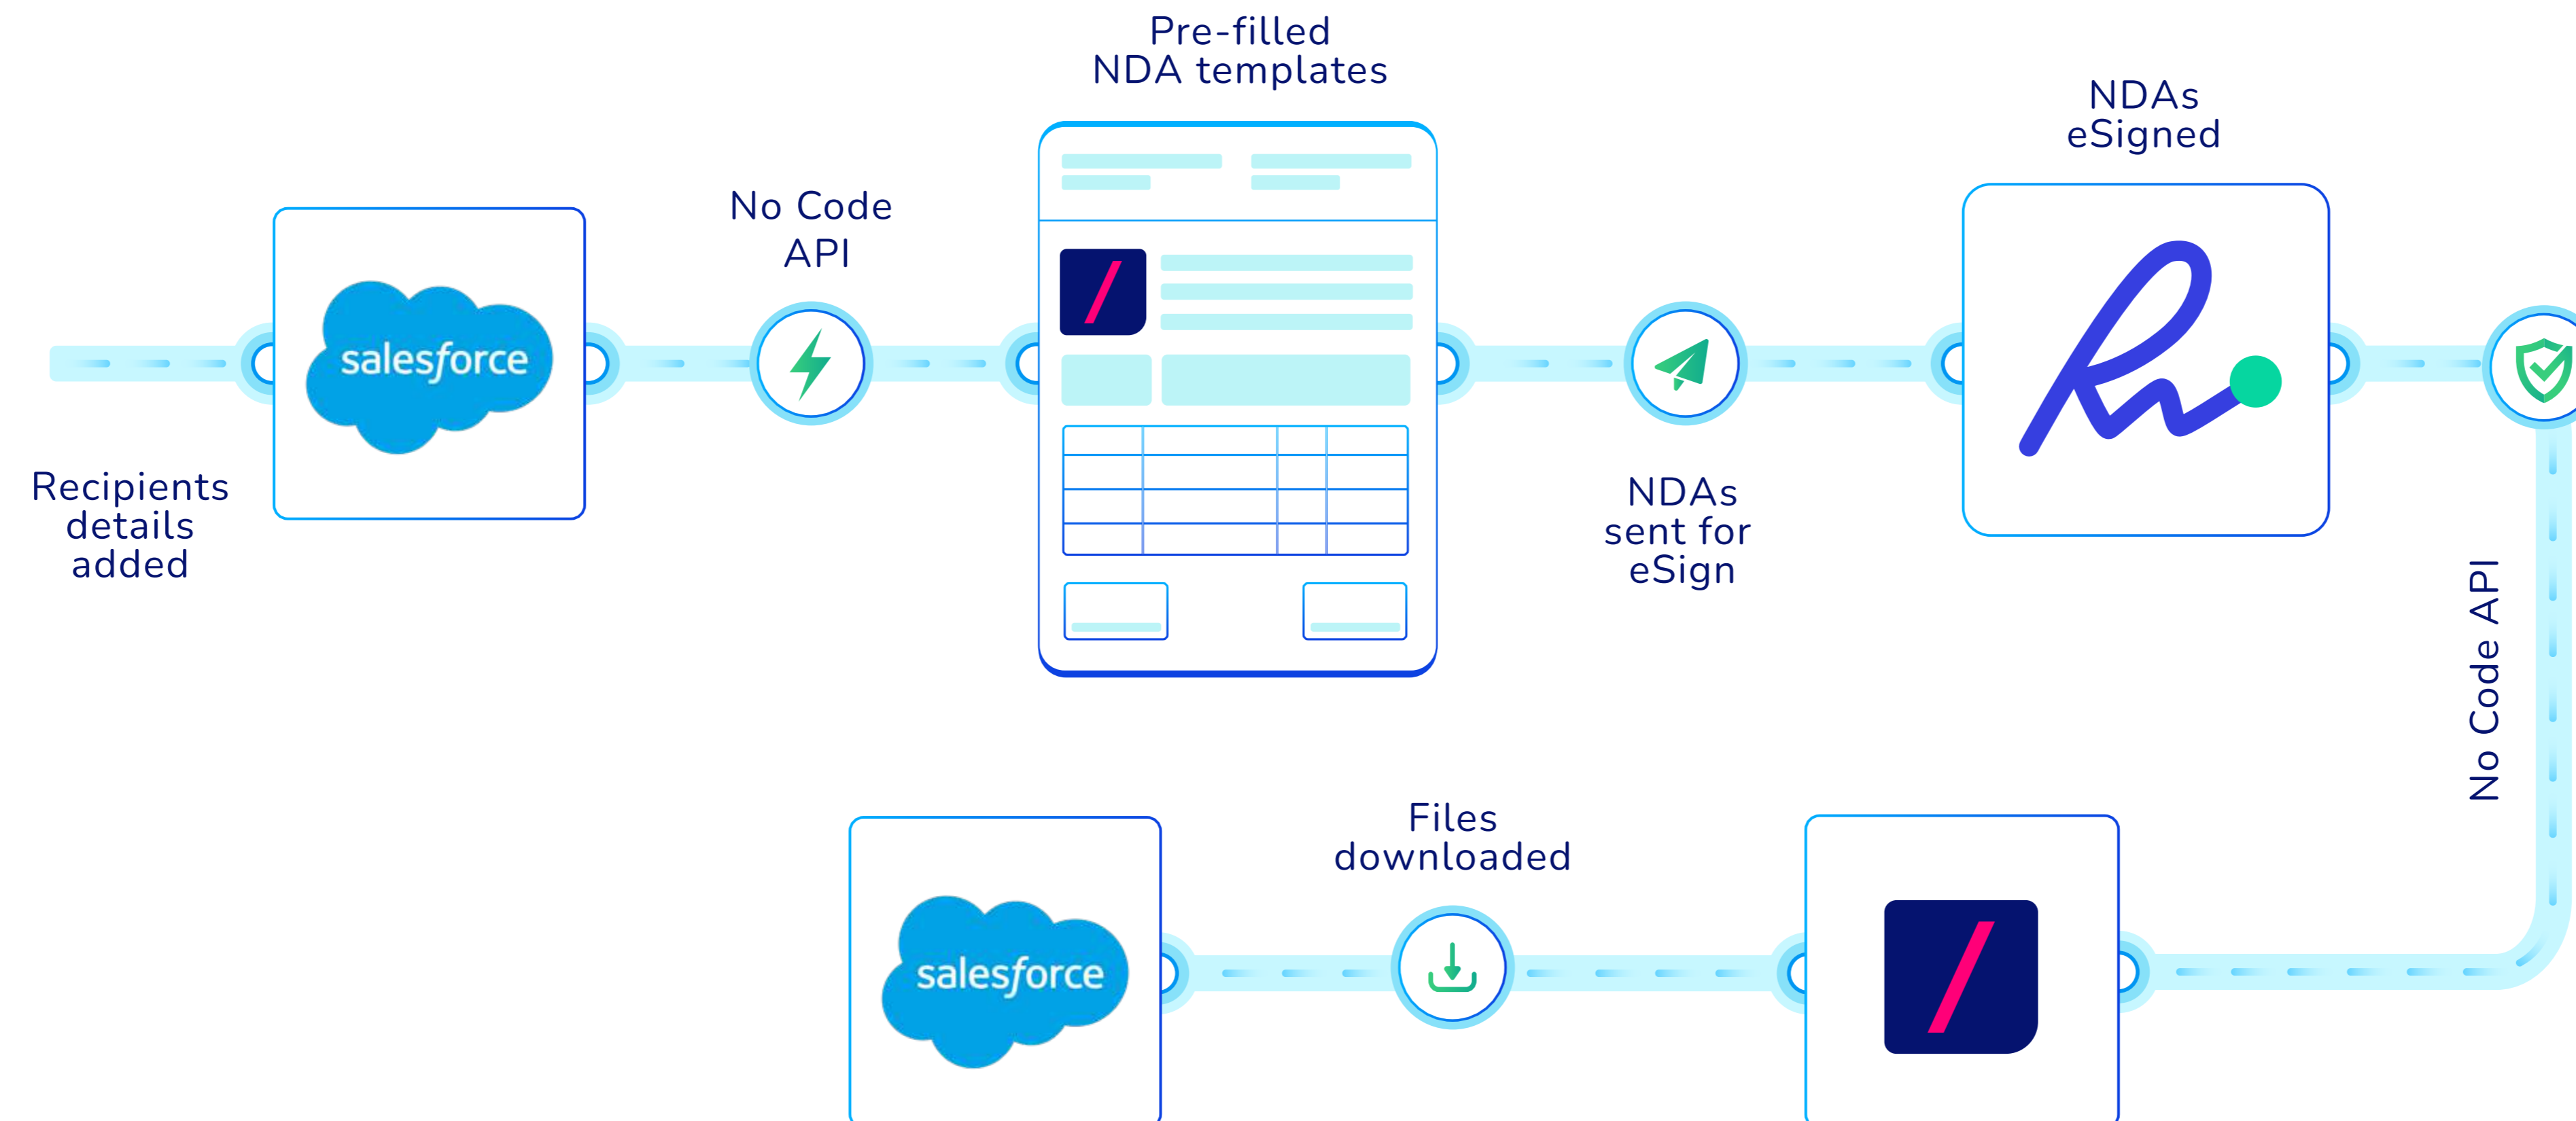 Pre-filled
NDA templates
NDAs
eSigned
No Code
API
salesforce
Recipients
details
added
NDAs
sent for
eSign
No Code API
Files
downloaded
salesforce